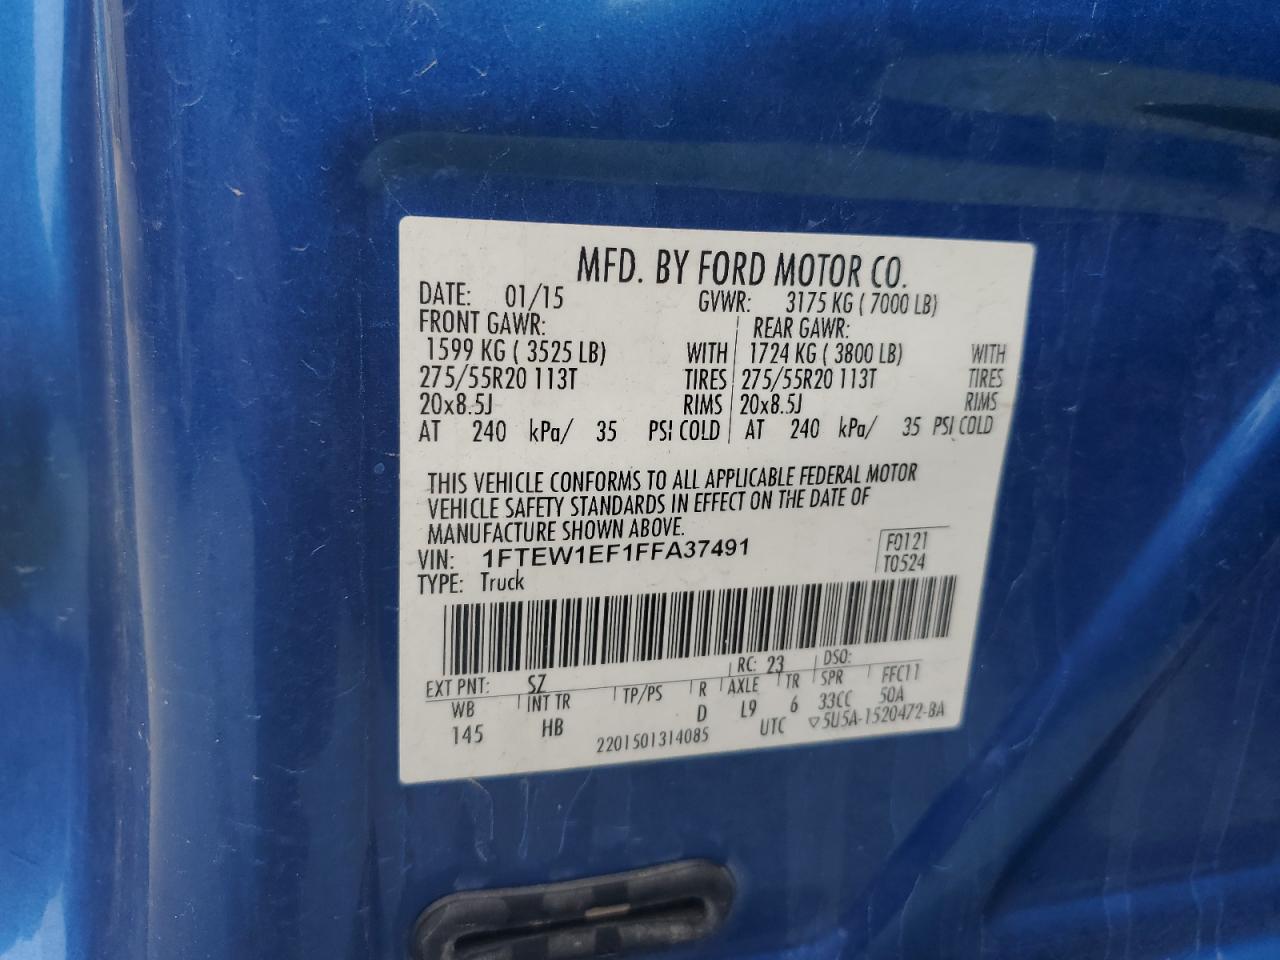 MFD. BY FORD MOTOR CO.
DATE: 01/15 GVWR: 3175 KG ( 7000 LB)
FRONT GAWR: REAR GAWR:
1599 KG ( 3525 LB) WITH 1724 KG ( 3800 LB) WITH
275/55R20 113T TIRES 275/55R20 113T TIRES
20x8.5J RIMS 20x8.5J RIMS
AT 240 kPa/ 35 PSI COLD AT 240 kPa/ 35 PSI COLD
THIS VEHICLE CONFORMS TO ALL APPLICABLE FEDERAL MOTOR
VEHICLE SAFETY STANDARDS IN EFFECT ON THE DATE OF
MANUFACTURE SHOWN ABOVE.
VIN: 1FTEW1EF1FFA37491 F0121
TYPE: Truck T0524
EXT PNT: SZ RC: 23 DSO:
WB INT TR TP/PS R AXLE TR SPR FFC11
145 HB D L9 6 33CC 50A
2201501314085 UTC ▽5U5A-1520472-BA